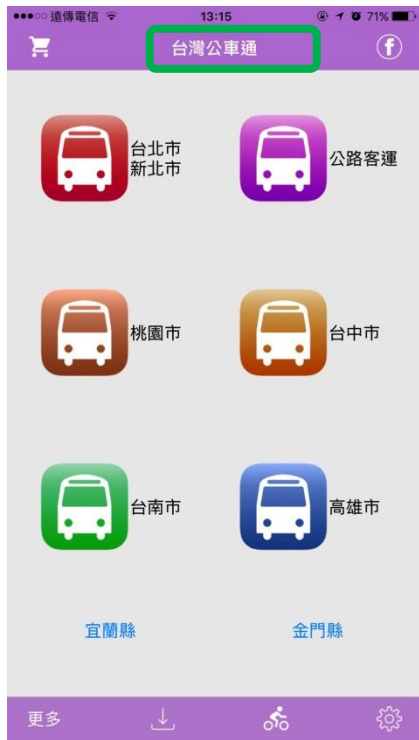 遠傳電信 13:15 71%
台灣公車通
台北市
新北市
公路客運
桃園市
台中市
台南市
高雄市
宜蘭縣
金門縣
更多